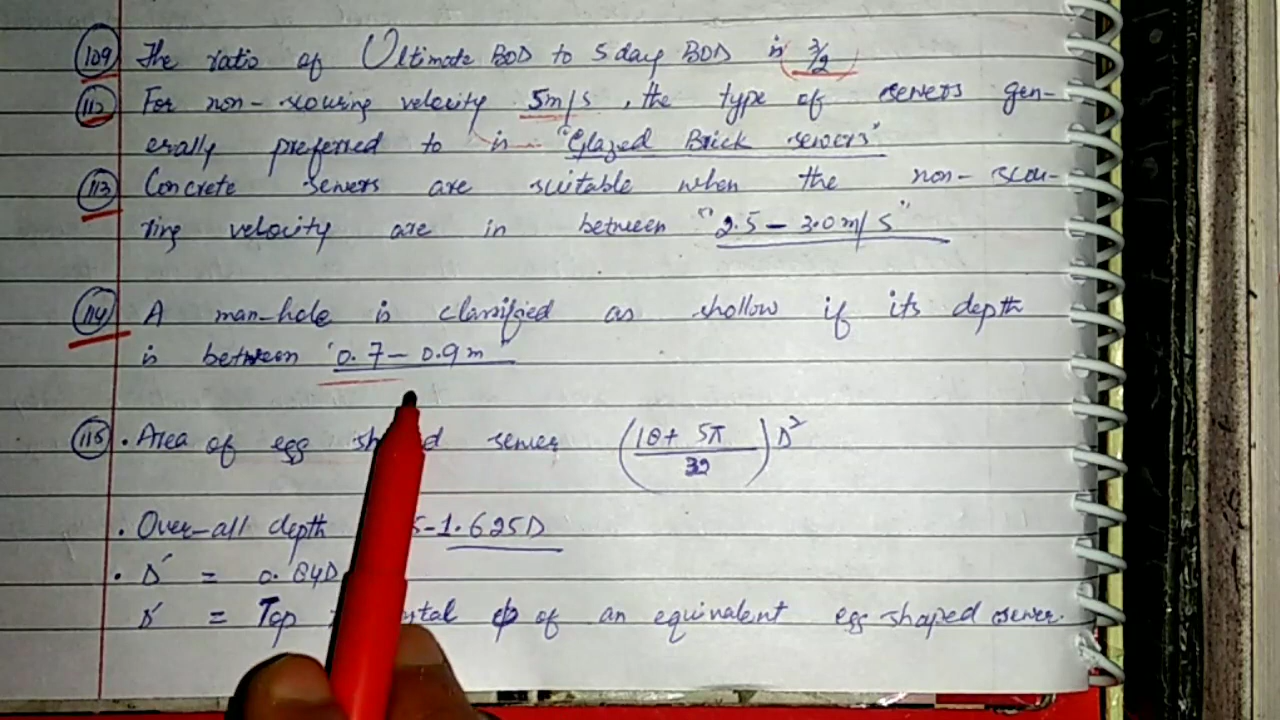 109 The ratio of Ultimate BOD to 5 day BOD is 3/2
112 For non-scouring velocity 5m/s, the type of sewers gen-
erally preferred to is "Glazed Brick sewers"
113 Concrete sewers are suitable when the non-scou-
ring velocity are in between "2.5 - 3.0 m/s"
114 A man-hole is classified as shollow if its depth
is between "0.7 - 0.9m"
115 . Area of egg sh d sewer (18+5π/32)D²
. Over-all depth -1.625D
. D' = 0.84D
D' = Top of an equivalent egg shaped sewer.